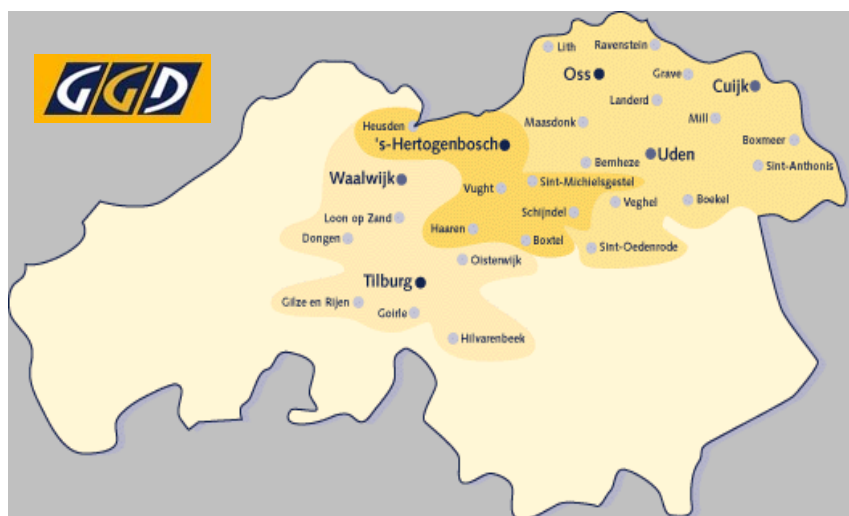 GGD
Lith
Ravenstein
Oss
Grave
Cuijk
Landerd
Heusden
Maasdonk
Mill
's-Hertogenbosch
Boxmeer
Bernheze
Uden
Sint-Anthonis
Waalwijk
Vught
Sint-Michielsgestel
Veghel
Boekel
Loon op Zand
Schijndel
Dongen
Haaren
Boxtel
Sint-Oedenrode
Oisterwijk
Tilburg
Gilze en Rijen
Goirle
Hilvarenbeek